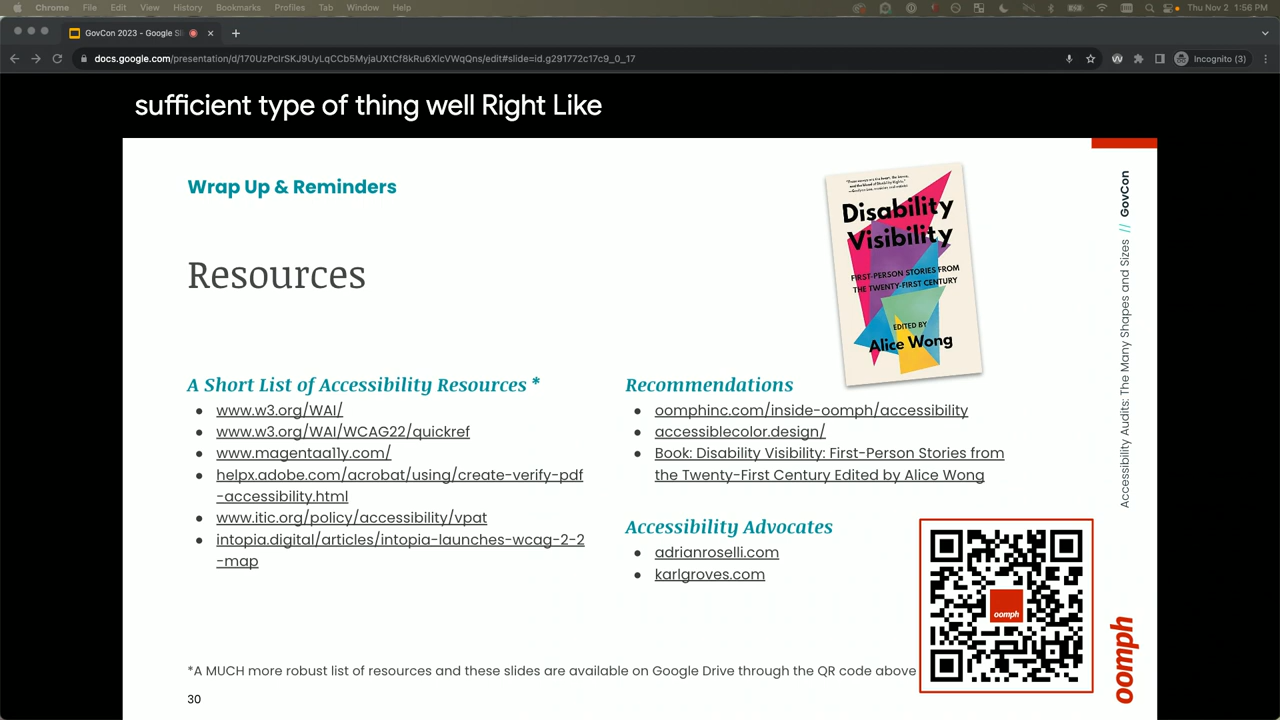 Chrome File Edit View History Bookmarks Profiles Tab Window Help Thu Nov 2 1:56 PM
GovCon 2023 - Google Sl
docs.google.com/presentation/d/170UzPcIrSKJ9UyLqCCb5MyjaUXtCf8kRu6XlcVWqQns/edit#slide=id.g291772c17c9_0_17
Incognito (3)
sufficient type of thing well Right Like
Wrap Up & Reminders
Resources
Disability
Visibility
FIRST-PERSON STORIES FROM
THE TWENTY-FIRST CENTURY
EDITED BY
Alice Wong
A Short List of Accessibility Resources *
www.w3.org/WAI/
www.w3.org/WAI/WCAG22/quickref
www.magentaa11y.com/
helpx.adobe.com/acrobat/using/create-verify-pdf
-accessibility.html
www.itic.org/policy/accessibility/vpat
intopia.digital/articles/intopia-launches-wcag-2-2
-map
Recommendations
oomphinc.com/inside-oomph/accessibility
accessiblecolor.design/
Book: Disability Visibility: First-Person Stories from
the Twenty-First Century Edited by Alice Wong
Accessibility Advocates
adrianroselli.com
karlgroves.com
oomph
*A MUCH more robust list of resources and these slides are available on Google Drive through the QR code above
30
Accessibility Audits: The Many Shapes and Sizes // GovCon
oomph